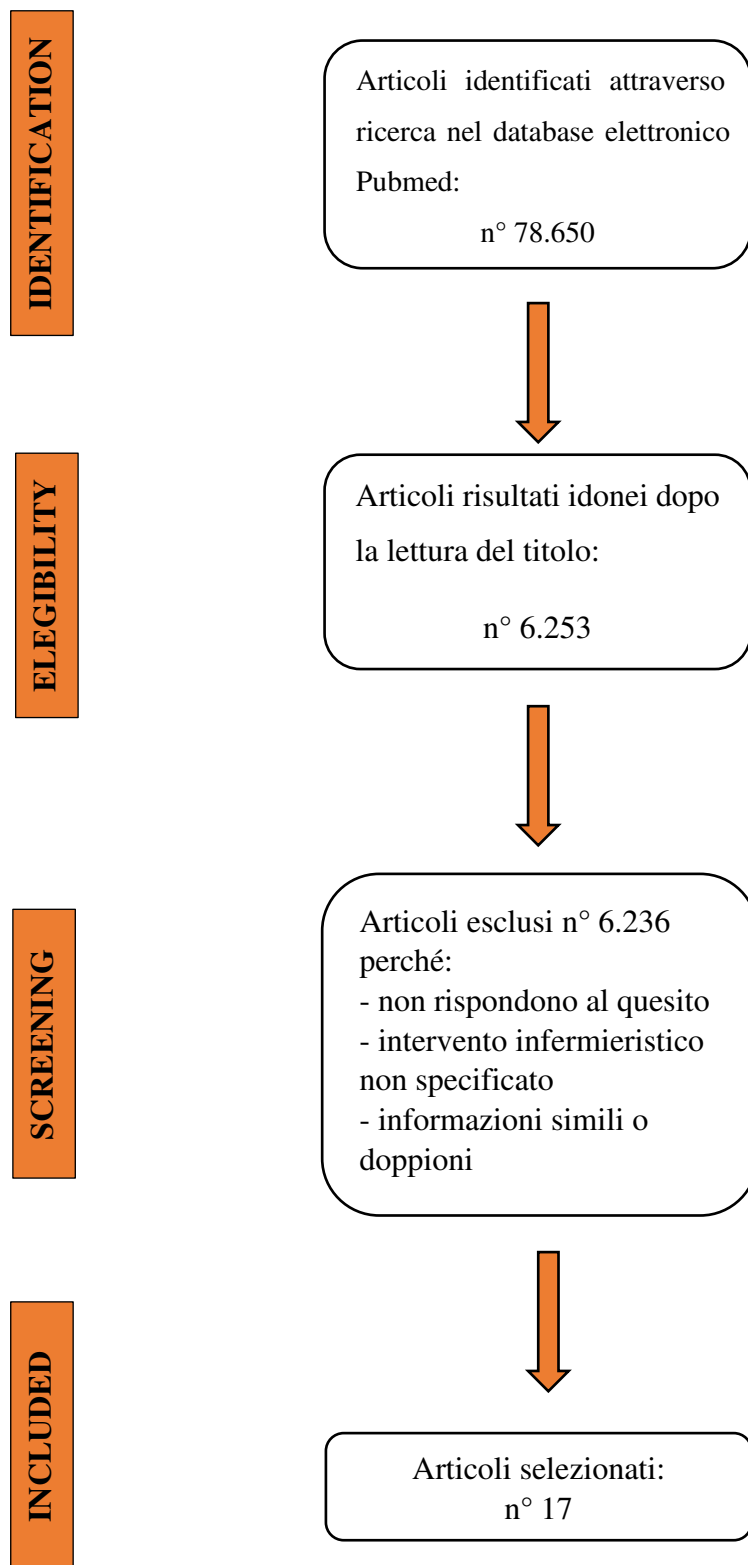 IDENTIFICATION
Articoli identificati attraverso
ricerca nel database elettronico
Pubmed:
n° 78.650
ELEGIBILITY
Articoli risultati idonei dopo
la lettura del titolo:
n° 6.253
SCREENING
Articoli esclusi n° 6.236
perché:
- non rispondono al quesito
- intervento infermieristico
non specificato
- informazioni simili o
doppioni
INCLUDED
Articoli selezionati:
n° 17